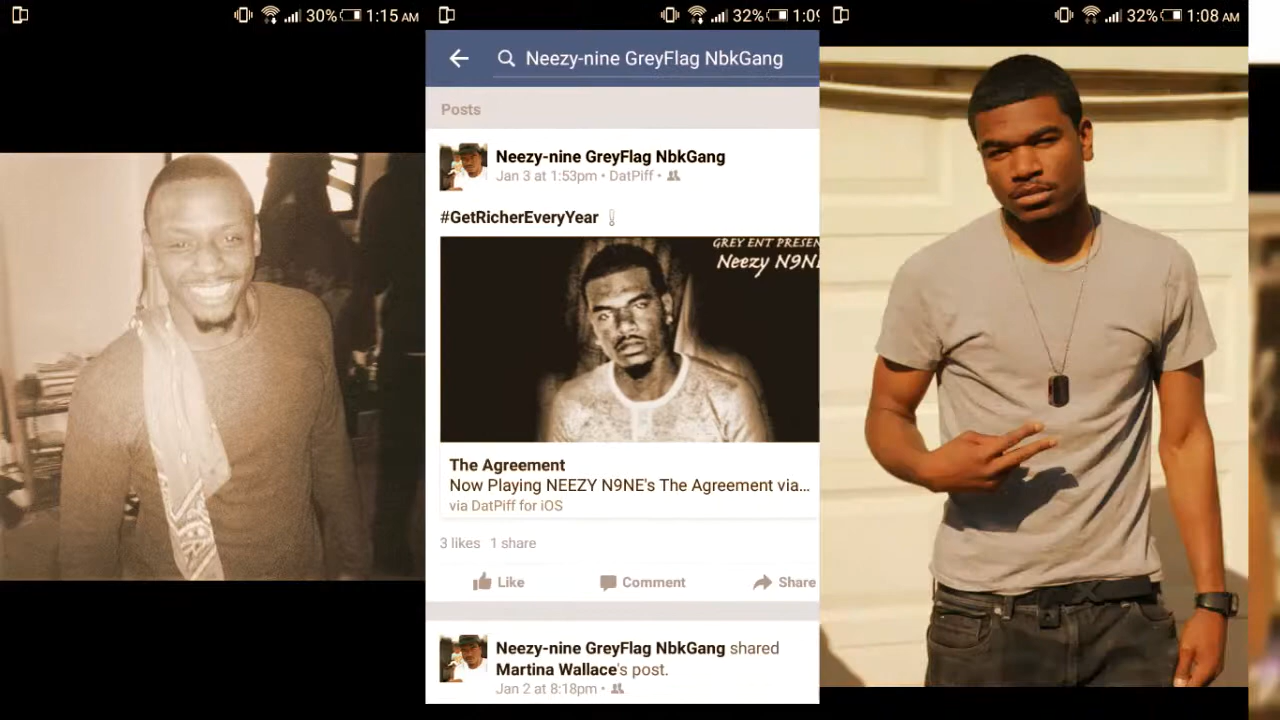 30% 1:15 AM
32% 1:09
32% 1:08 AM
Neezy-nine GreyFlag NbkGang
Posts
Neezy-nine GreyFlag NbkGang
Jan 3 at 1:53pm • DatPiff •
#GetRicherEveryYear
GREY ENT PRESEN
Neezy N9NE
The Agreement
Now Playing NEEZY N9NE's The Agreement via...
via DatPiff for iOS
3 likes 1 share
Like Comment Share
Neezy-nine GreyFlag NbkGang shared
Martina Wallace's post.
Jan 2 at 8:18pm •